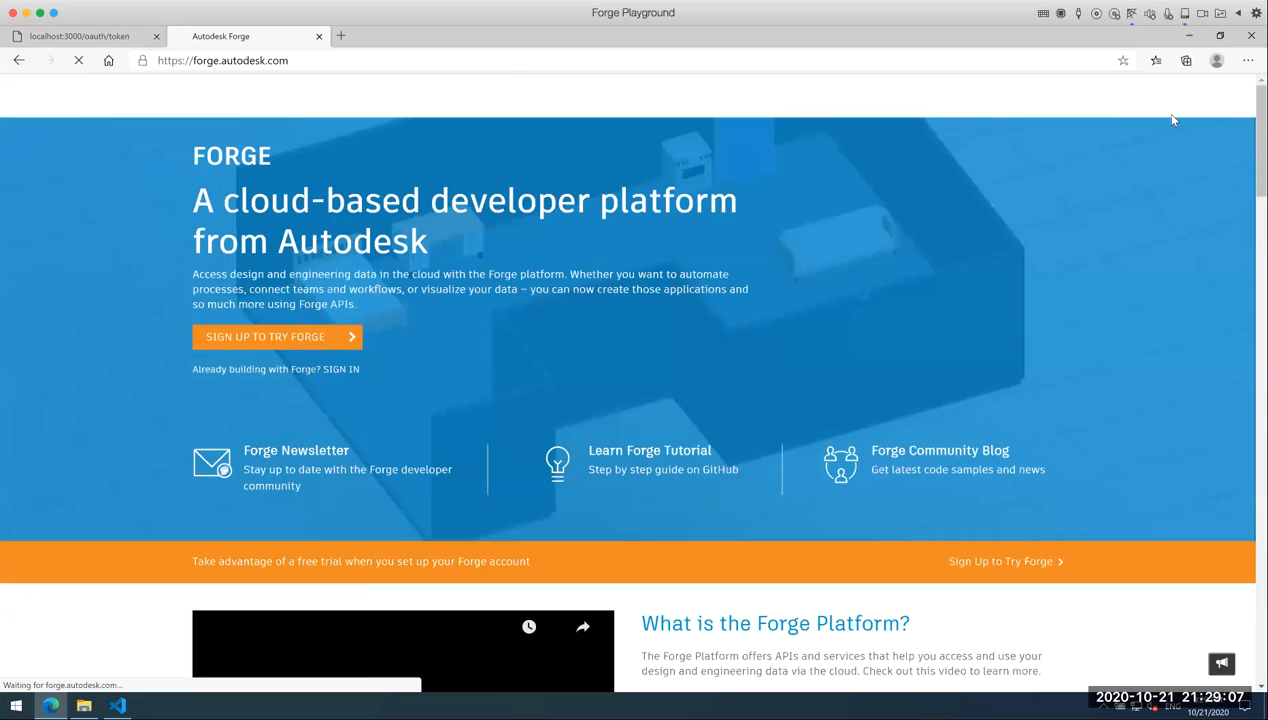 Forge Playground
localhost:3000/oauth/token
Autodesk Forge
https://forge.autodesk.com
FORGE
A cloud-based developer platform
from Autodesk
Access design and engineering data in the cloud with the Forge platform. Whether you want to automate
processes, connect teams and workflows, or visualize your data – you can now create those applications and
so much more using Forge APIs.
SIGN UP TO TRY FORGE
Already building with Forge? SIGN IN
Forge Newsletter
Stay up to date with the Forge developer
community
Learn Forge Tutorial
Step by step guide on GitHub
Forge Community Blog
Get latest code samples and news
Take advantage of a free trial when you set up your Forge account
Sign Up to Try Forge
What is the Forge Platform?
The Forge Platform offers APIs and services that help you access and use your
design and engineering data via the cloud. Check out this video to learn more.
Waiting for forge.autodesk.com...
2020-10-21 21:29:07
ENG
10/21/2020